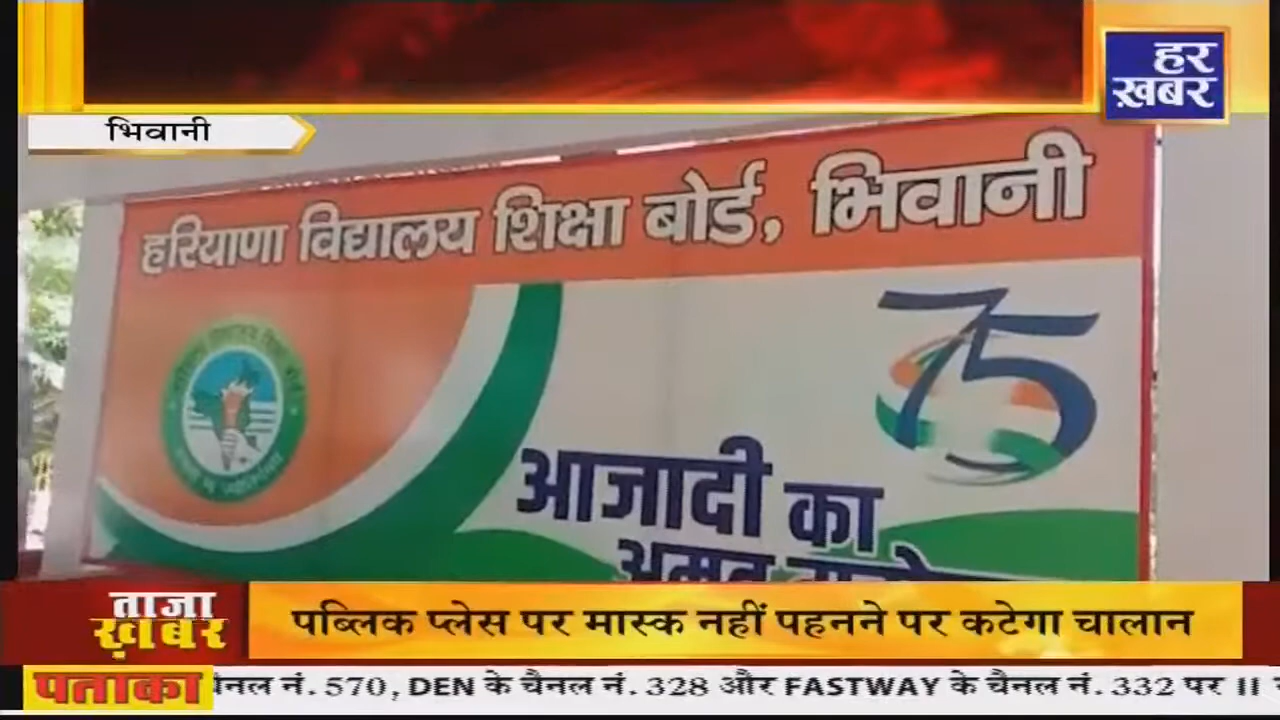 हर
ख़बर
भिवानी
हरियाणा विद्यालय शिक्षा बोर्ड, भिवानी
75
आजादी का
ताजा
ख़बर
पब्लिक प्लेस पर मास्क नहीं पहनने पर कटेगा चालान
पताका
नं. 570, DEN के चैनल नं. 328 और FASTWAY के चैनल नं. 332 पर ।।